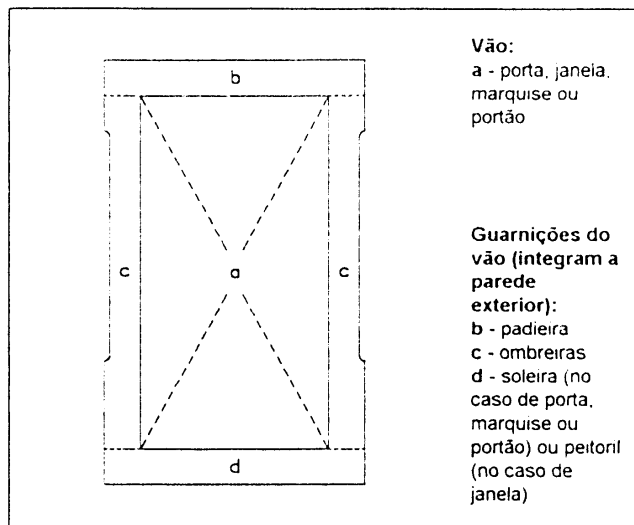 b
c
a
c
d
Vão:
a - porta, janela,
marquise ou
portão
Guarnições do
vão (integram a
parede
exterior):
b - padieira
c - ombreiras
d - soleira (no
caso de porta,
marquise ou
portão) ou peitoril
(no caso de
janela)